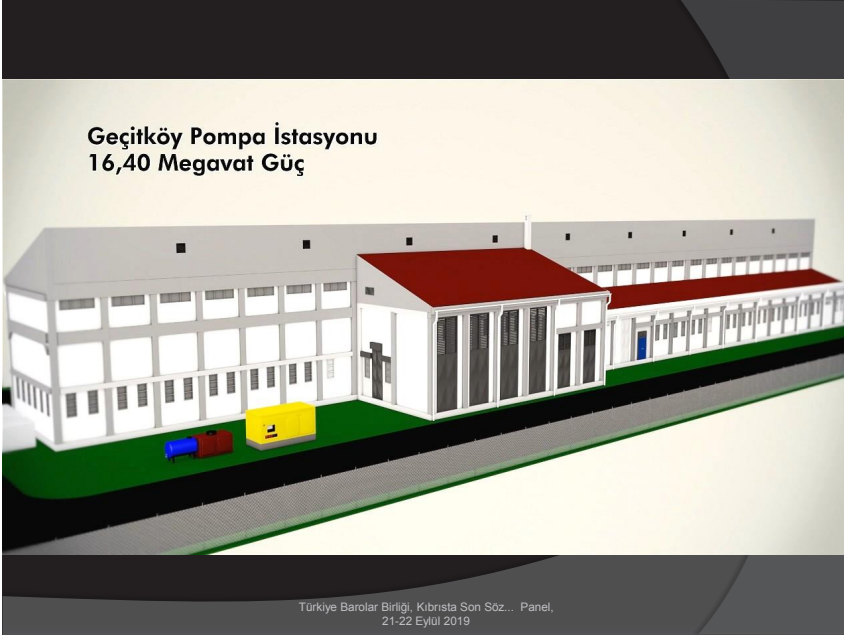 Geçitköy Pompa İstasyonu
16,40 Megavat Güç
Türkiye Barolar Birliği, Kıbrısta Son Söz... Panel,
21-22 Eylül 2019